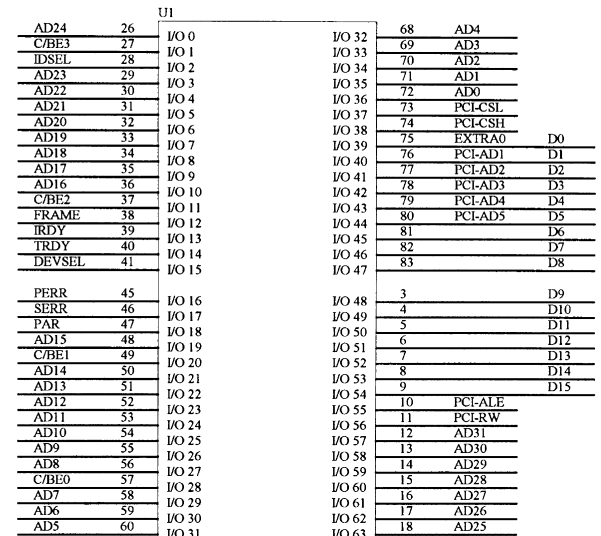 U1
AD24 26 I/O 0 I/O 32 68 AD4
C/BE3 27 I/O 1 I/O 33 69 AD3
IDSEL 28 I/O 2 I/O 34 70 AD2
AD23 29 I/O 3 I/O 35 71 AD1
AD22 30 I/O 4 I/O 36 72 AD0
AD21 31 I/O 5 I/O 37 73 PCI-CSL
AD20 32 I/O 6 I/O 38 74 PCI-CSH
AD19 33 I/O 7 I/O 39 75 EXTRA0 D0
AD18 34 I/O 8 I/O 40 76 PCI-AD1 D1
AD17 35 I/O 9 I/O 41 77 PCI-AD2 D2
AD16 36 I/O 10 I/O 42 78 PCI-AD3 D3
C/BE2 37 I/O 11 I/O 43 79 PCI-AD4 D4
FRAME 38 I/O 12 I/O 44 80 PCI-AD5 D5
IRDY 39 I/O 13 I/O 45 81 D6
TRDY 40 I/O 14 I/O 46 82 D7
DEVSEL 41 I/O 15 I/O 47 83 D8
PERR 45 I/O 16 I/O 48 3 D9
SERR 46 I/O 17 I/O 49 4 D10
PAR 47 I/O 18 I/O 50 5 D11
AD15 48 I/O 19 I/O 51 6 D12
C/BE1 49 I/O 20 I/O 52 7 D13
AD14 50 I/O 21 I/O 53 8 D14
AD13 51 I/O 22 I/O 54 9 D15
AD12 52 I/O 23 I/O 55 10 PCI-ALE
AD11 53 I/O 24 I/O 56 11 PCI-RW
AD10 54 I/O 25 I/O 57 12 AD31
AD9 55 I/O 26 I/O 58 13 AD30
AD8 56 I/O 27 I/O 59 14 AD29
C/BE0 57 I/O 28 I/O 60 15 AD28
AD7 58 I/O 29 I/O 61 16 AD27
AD6 59 I/O 30 I/O 62 17 AD26
AD5 60 I/O 31 I/O 63 18 AD25